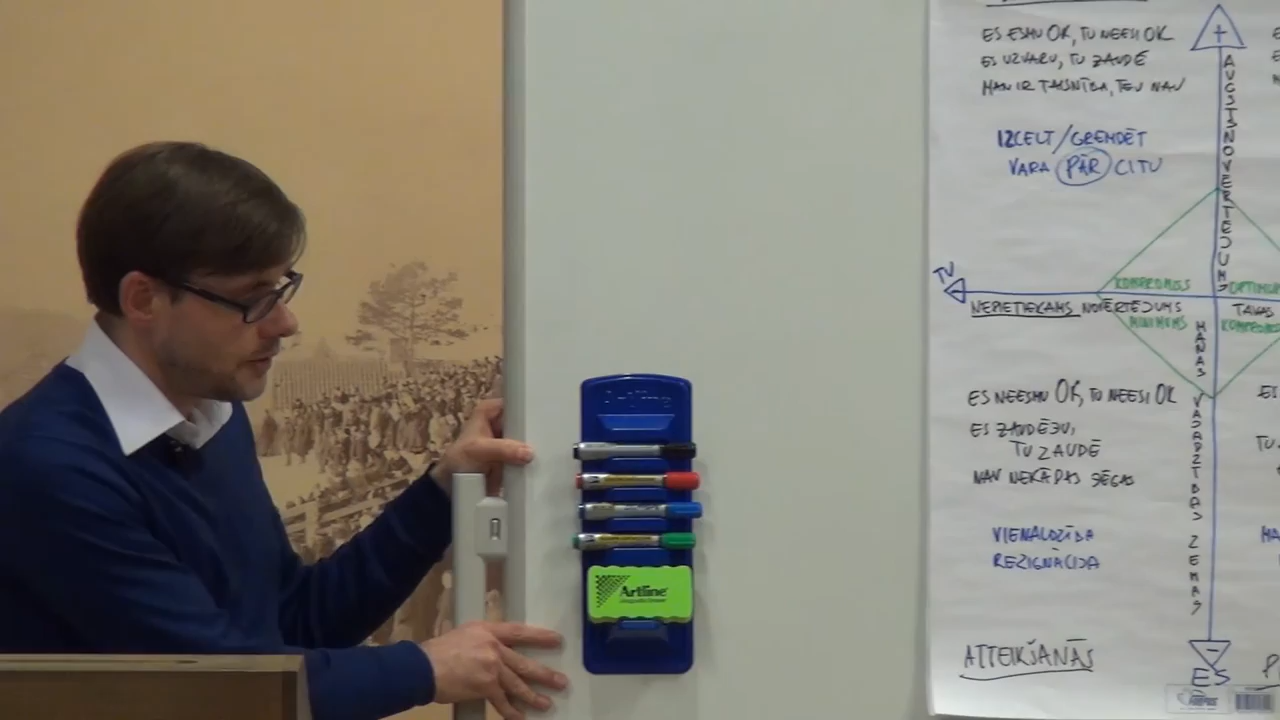 ES ESMU OK, TU NEESI OK
ES UZVARU, TU ZAUDĒ
MAN IR TAISNĪBA, TEV NAV
IZCELT/GREMDĒT
VARA PĀR CITU
+
AUGSTS NOVĒRTĒJUMS
TU
KOMPROMISS
NEPIETIEKAMS NOVĒRTĒJUMS
MINIMUMS
MANAS VAJADZĪBAS ZEMAS
ES NEESMU OK, TU NEESI OK
ES ZAUDĒJU,
TU ZAUDĒ
NAV NEKĀDAS JĒGAS
VIENALDZĪBA
REZIGNĀCIJA
ATTEIKŠANĀS
-
ES
Artline